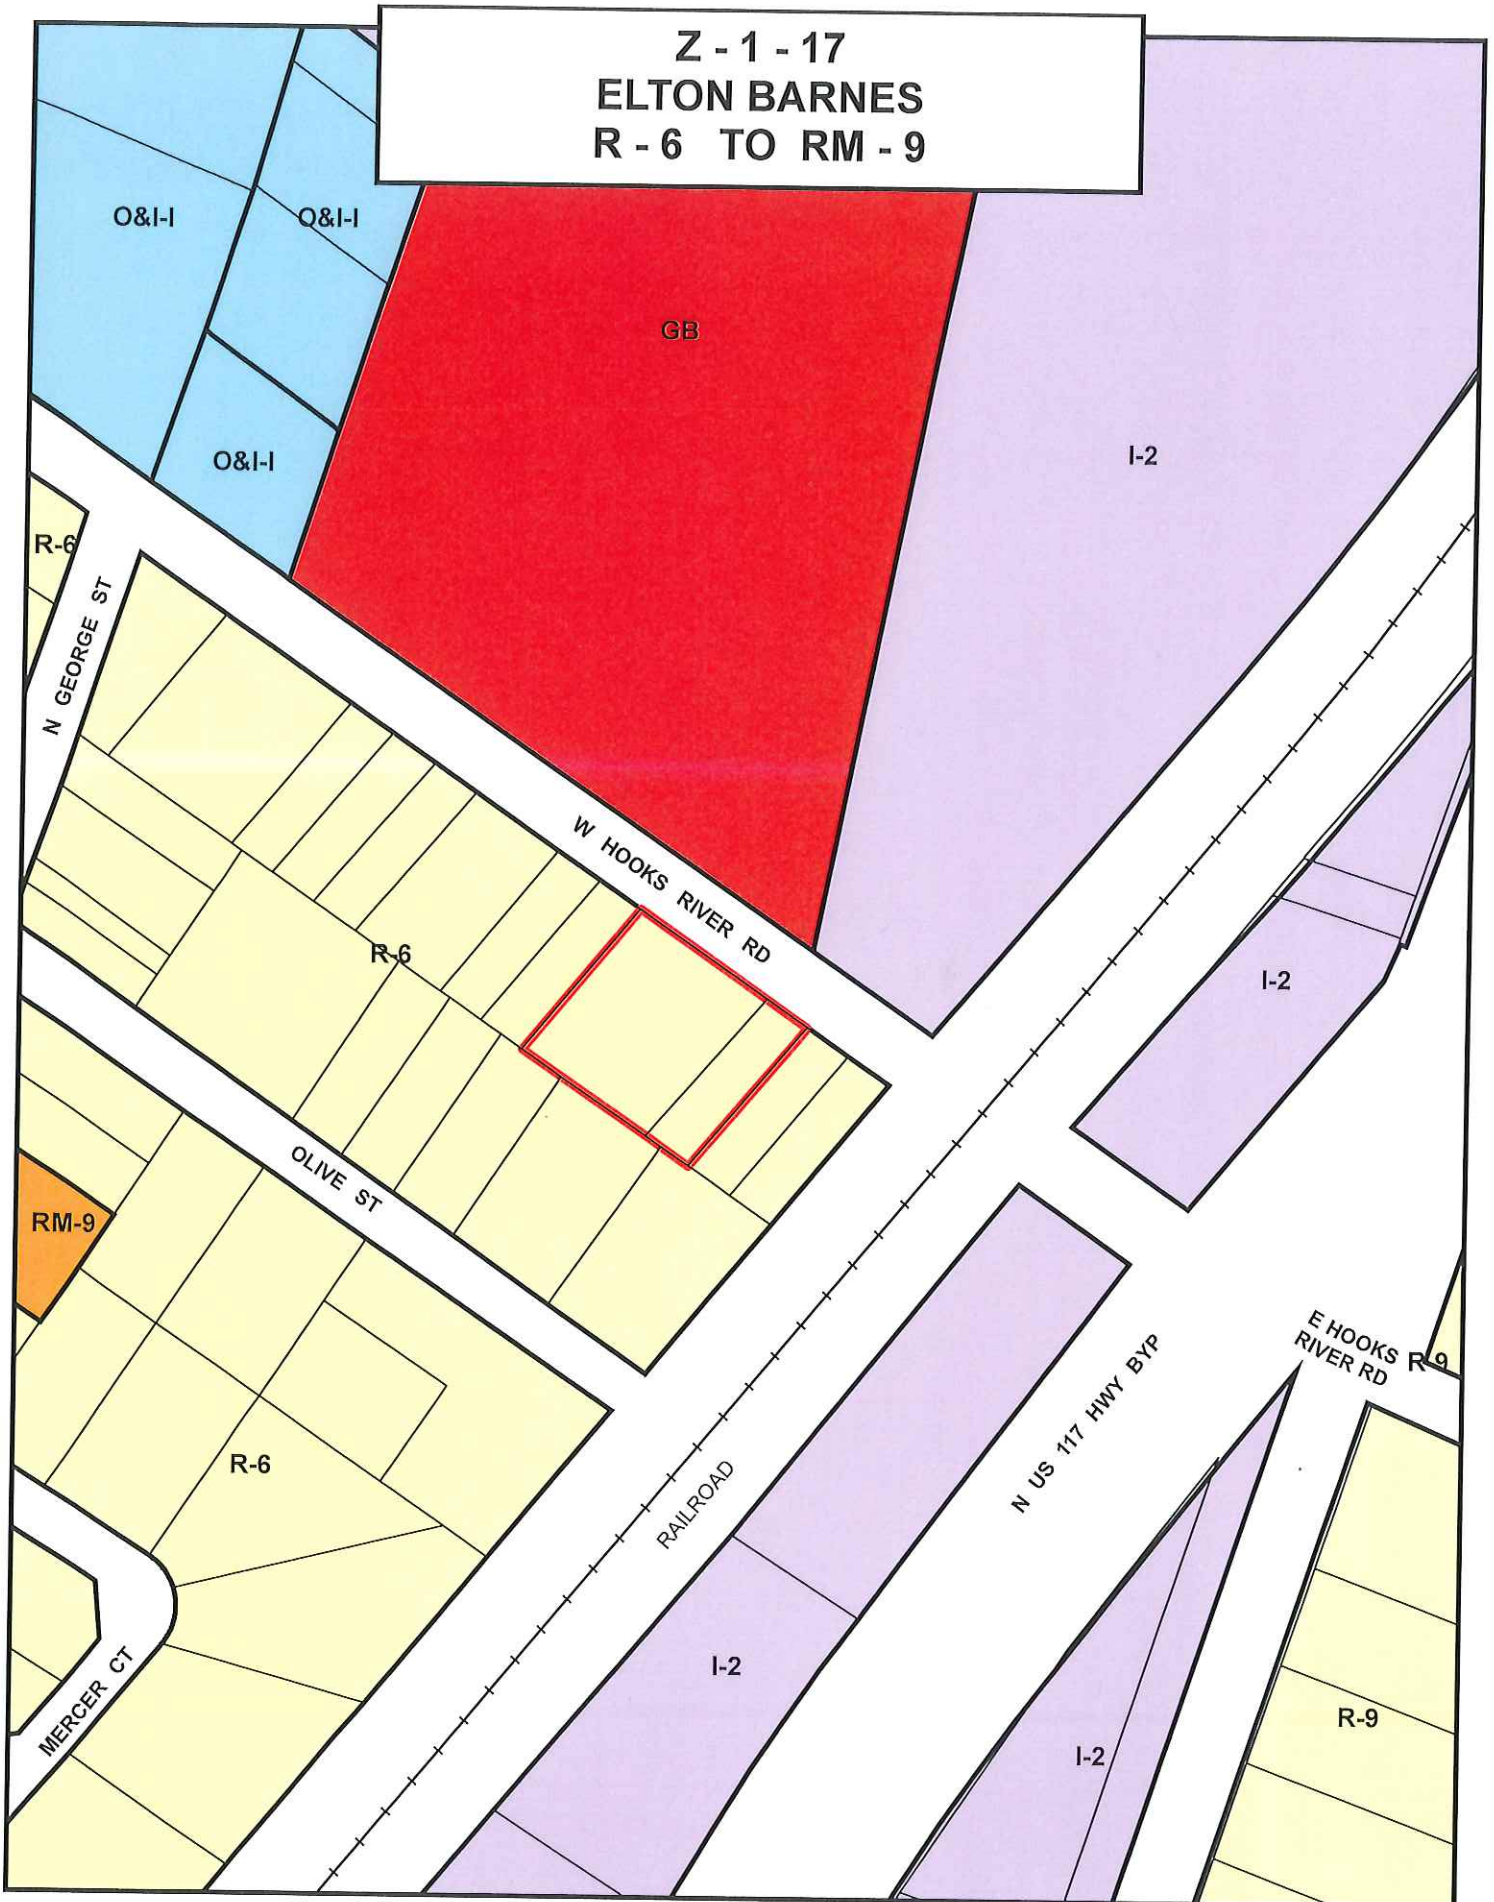 Z - 1 - 17
ELTON BARNES
R - 6 TO RM - 9
O&I-I
O&I-I
GB
I-2
O&I-I
R-6
N GEORGE ST
W HOOKS RIVER RD
R-6
I-2
OLIVE ST
RM-9
E HOOKS
RIVER RD
R-9
N US 117 HWY BYP
R-6
RAILROAD
I-2
MERCER CT
R-9
I-2